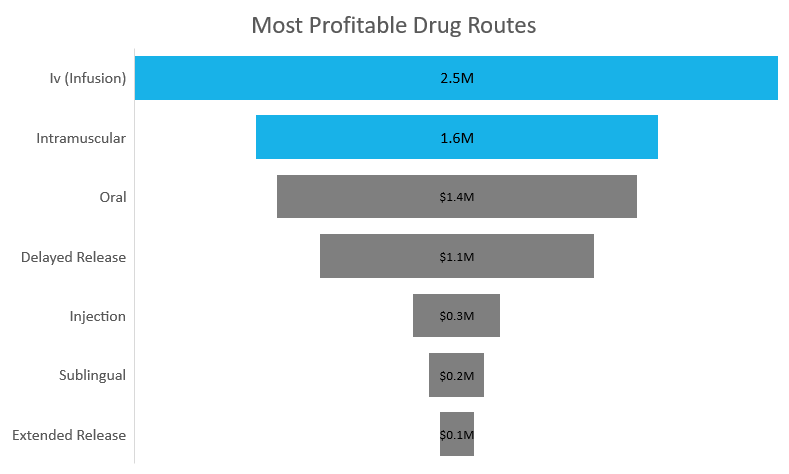 Most Profitable Drug Routes
Iv (Infusion) 2.5M
Intramuscular 1.6M
Oral $1.4M
Delayed Release $1.1M
Injection $0.3M
Sublingual $0.2M
Extended Release $0.1M